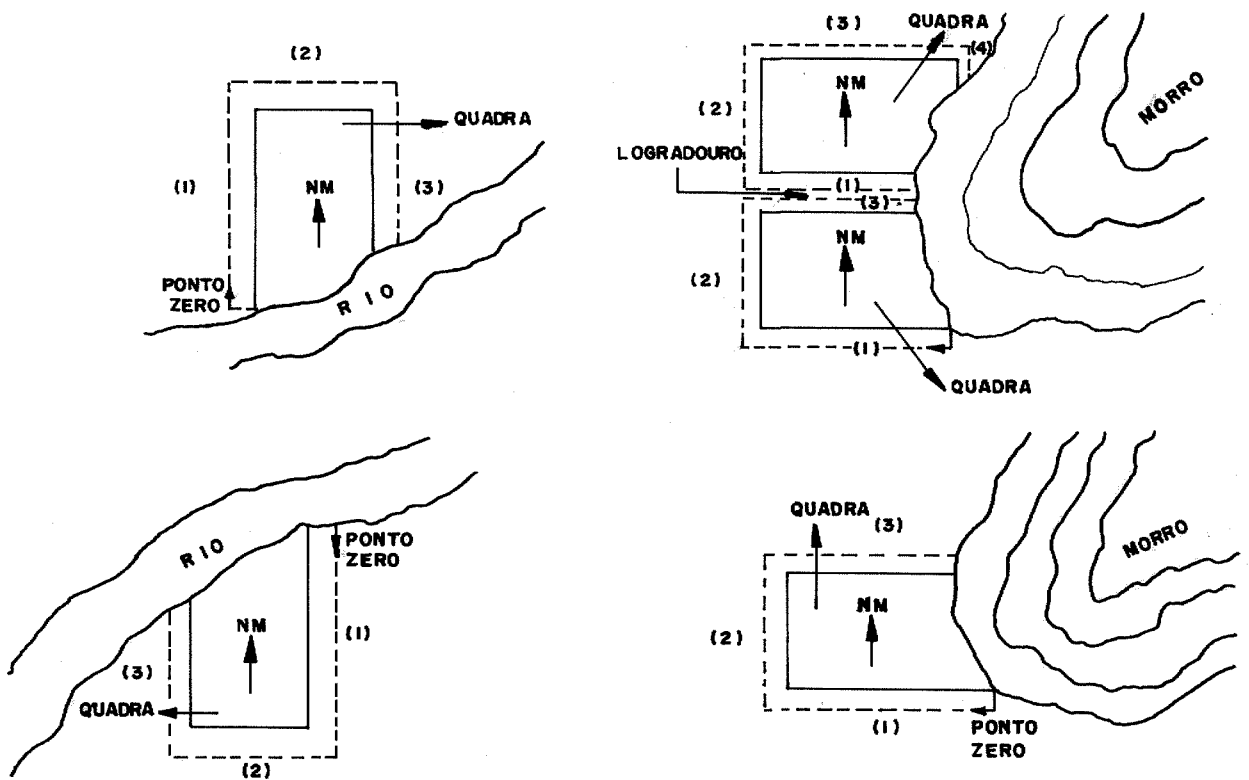 (2)
QUADRA
(1)
NM
(3)
PONTO
ZERO
RIO
(3)
QUADRA
(4)
NM
(2)
MORRO
LOGRADOURO
(1)
(3)
NM
(2)
(1)
QUADRA
RIO
PONTO
ZERO
NM
(1)
(3)
QUADRA
(2)
QUADRA
(3)
MORRO
NM
(2)
(1)
PONTO
ZERO